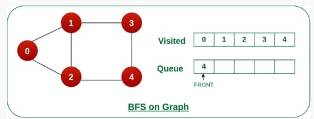 1 3
Visited 0 1 2 3 4
0
Queue 4
2 4
FRONT
BFS on Graph